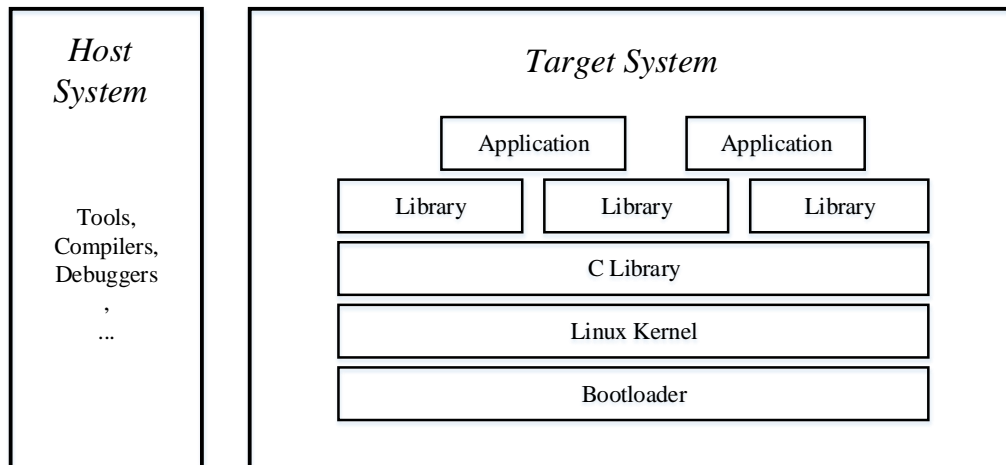 Host
System
Tools,
Compilers,
Debuggers
,
...
Target System
Application
Application
Library
Library
Library
C Library
Linux Kernel
Bootloader